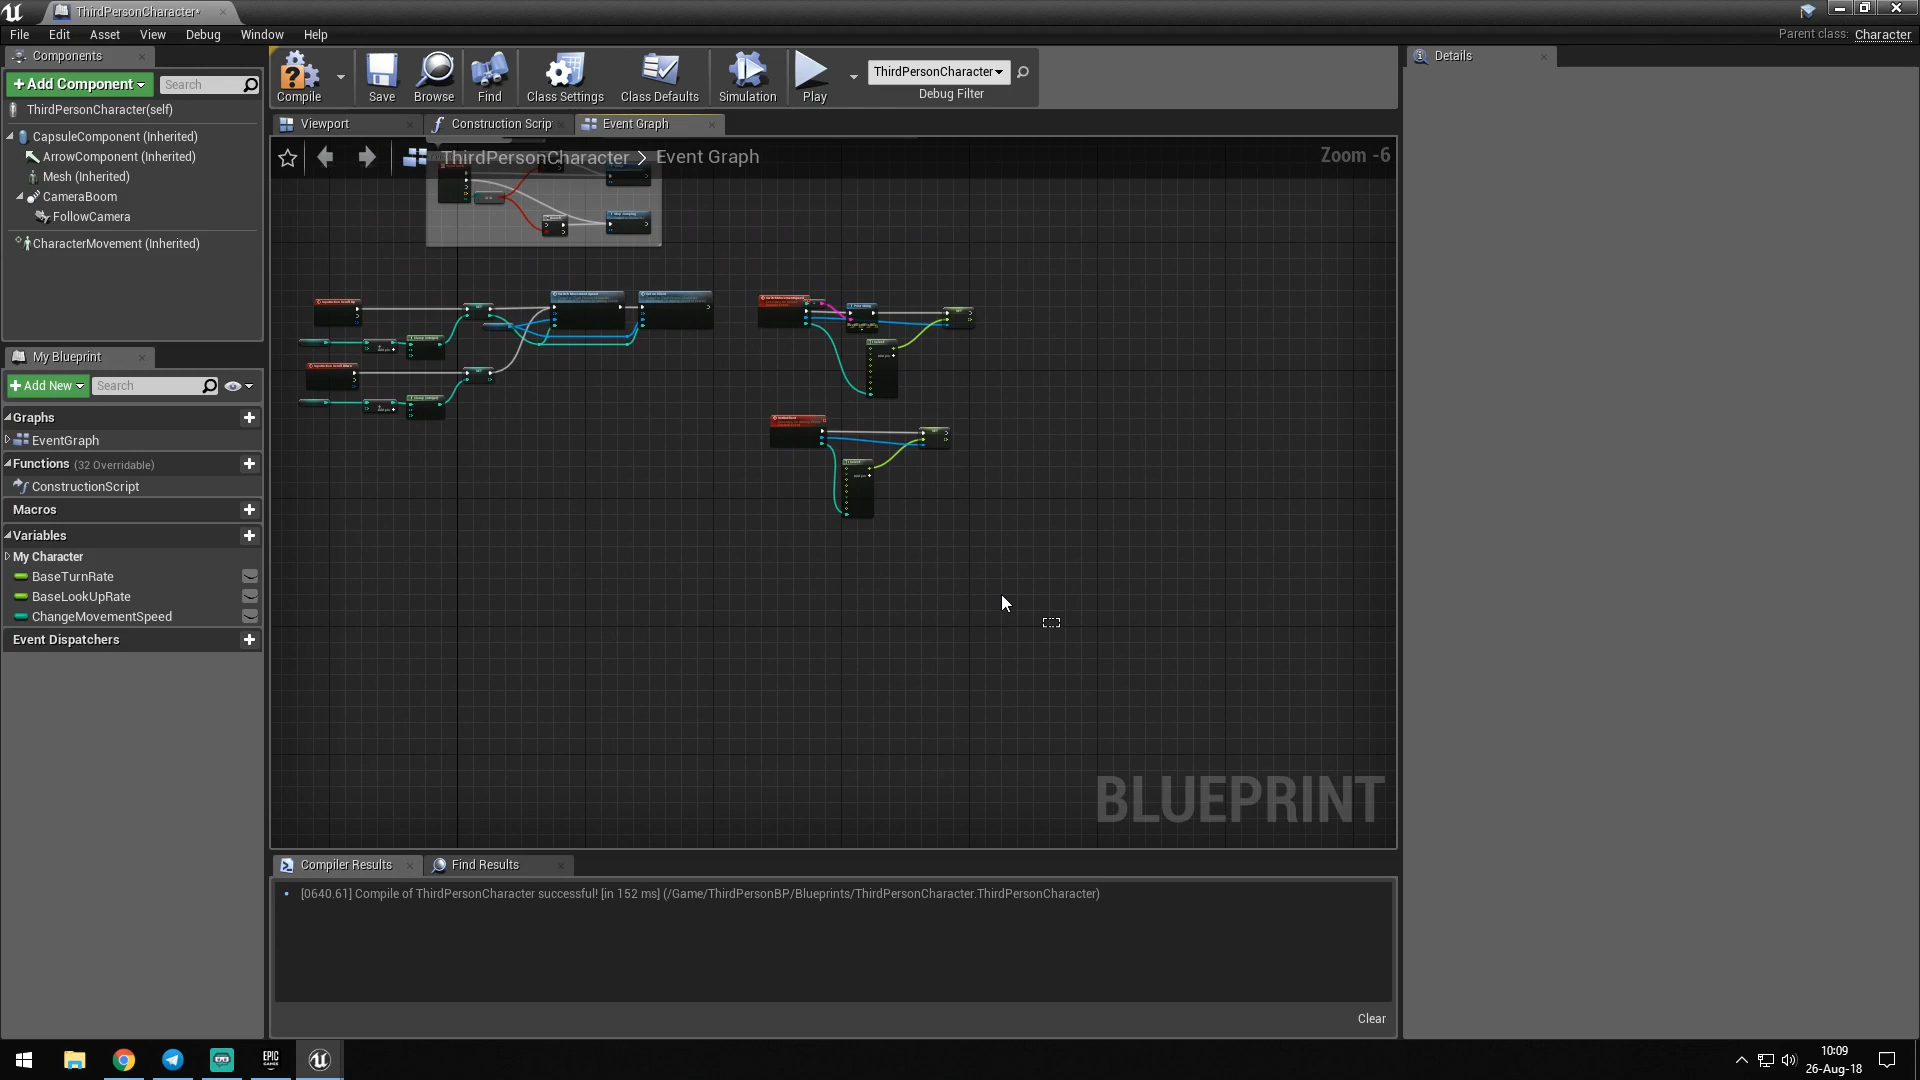 ThirdPersonCharacter*
File Edit Asset View Debug Window Help
Parent class: Character
Components
+Add Component
Search
ThirdPersonCharacter(self)
CapsuleComponent (Inherited)
ArrowComponent (Inherited)
Mesh (Inherited)
CameraBoom
FollowCamera
CharacterMovement (Inherited)
Compile
Save
Browse
Find
Class Settings
Class Defaults
Simulation
Play
ThirdPersonCharacter
Debug Filter
Details
Viewport
Construction Scrip
Event Graph
ThirdPersonCharacter > Event Graph
Zoom -6
BLUEPRINT
My Blueprint
+Add New
Search
Graphs
EventGraph
Functions (32 Overridable)
ConstructionScript
Macros
Variables
My Character
BaseTurnRate
BaseLookUpRate
ChangeMovementSpeed
Event Dispatchers
Compiler Results
Find Results
[0640.61] Compile of ThirdPersonCharacter successful! [in 152 ms] (/Game/ThirdPersonBP/Blueprints/ThirdPersonCharacter.ThirdPersonCharacter)
Clear
EPIC
GAMES
10:09
26-Aug-18